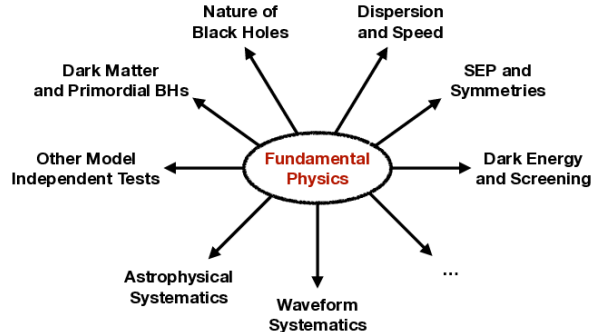 Nature of
Black Holes
Dispersion
and Speed
Dark Matter
and Primordial BHs
SEP and
Symmetries
Other Model
Independent Tests
Fundamental
Physics
Dark Energy
and Screening
Astrophysical
Systematics
Waveform
Systematics
...